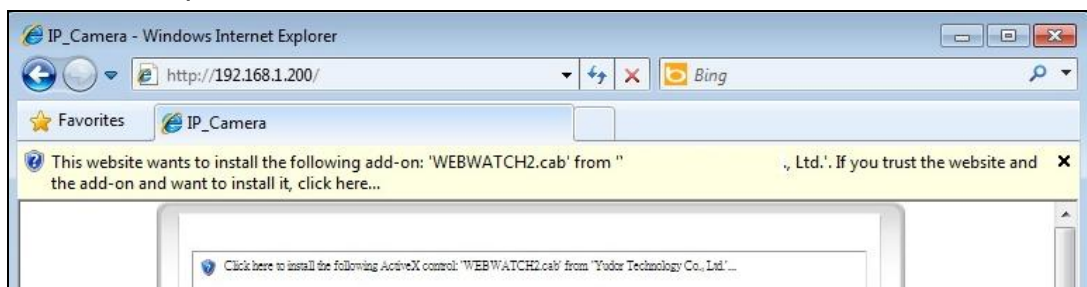 IP_Camera - Windows Internet Explorer
http://192.168.1.200/
Bing
Favorites
IP_Camera
This website wants to install the following add-on: 'WEBWATCH2.cab' from " ., Ltd.'. If you trust the website and
the add-on and want to install it, click here...
Click here to install the following ActiveX control: 'WEBWATCH2.cab' from 'Yudor Technology Co., Ltd.'...